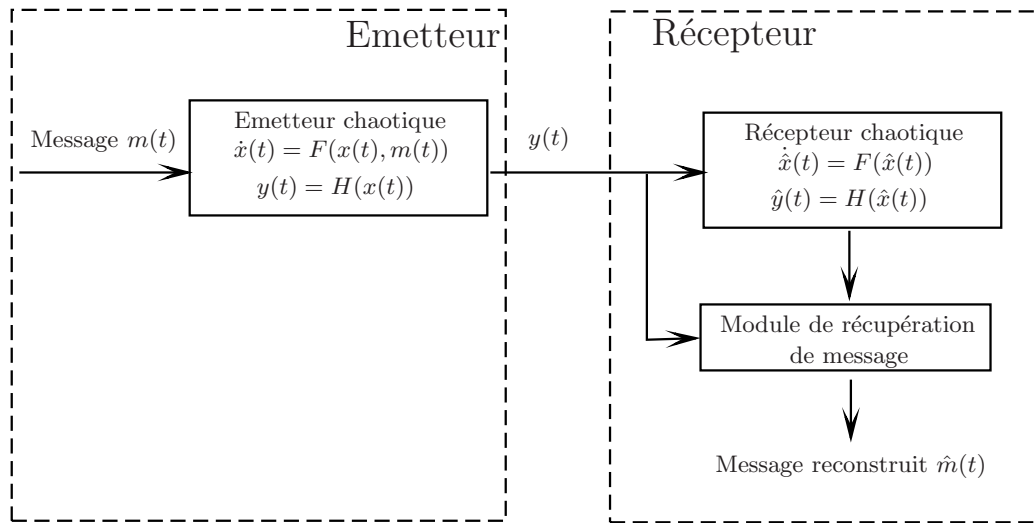 Emetteur
Récepteur
Message m(t)
Emetteur chaotique
ẋ(t) = F(x(t), m(t))
y(t) = H(x(t))
y(t)
Récepteur chaotique
ẋ̂(t) = F(x̂(t))
ŷ(t) = H(x̂(t))
Module de récupération
de message
Message reconstruit m̂(t)